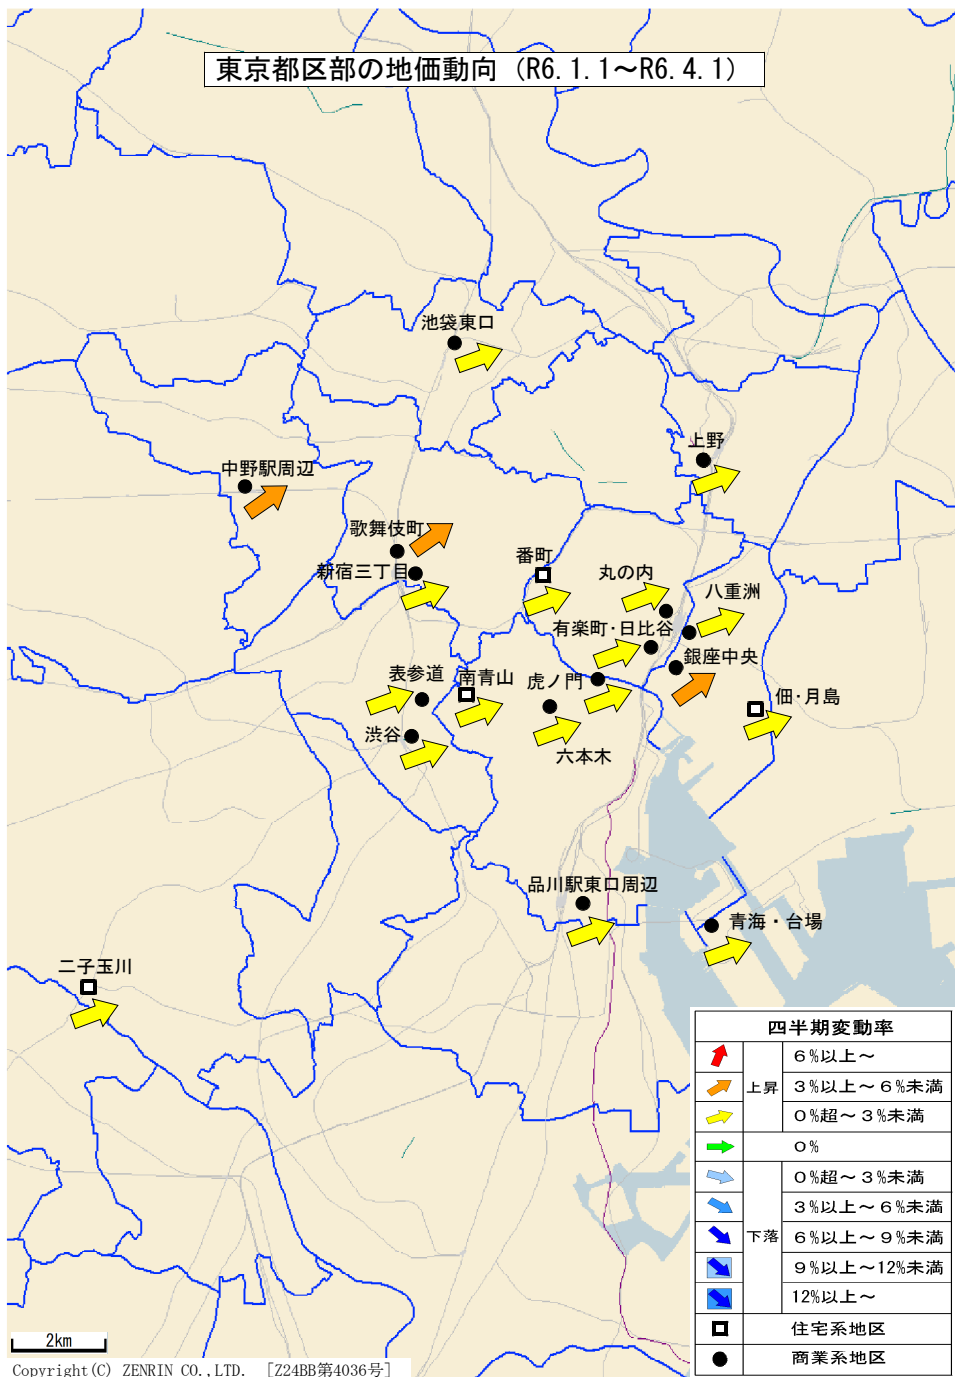 東京都区部の地価動向（R6.1.1～R6.4.1）
池袋東口
上野
中野駅周辺
歌舞伎町
新宿三丁目
番町
丸の内
八重洲
有楽町・日比谷
銀座中央
表参道
南青山
虎ノ門
佃・月島
渋谷
六本木
品川駅東口周辺
青海・台場
二子玉川
四半期変動率
上昇
6%以上～
3%以上～6%未満
0%超～3%未満
0%
下落
0%超～3%未満
3%以上～6%未満
6%以上～9%未満
9%以上～12%未満
12%以上～
住宅系地区
商業系地区
2km
Copyright(C) ZENRIN CO.,LTD. [Z24BB第4036号]